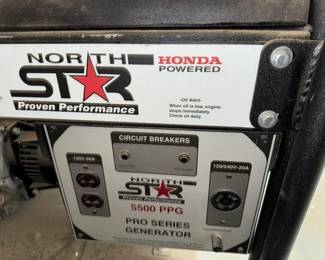 NORTH
STAR
Proven Performance
HONDA
POWERED
-Oil Alert-
When oil is low, engine
stops immediately.
Check oil daily.
CIRCUIT BREAKERS
120V-20A
120/240V-20A
NORTH
STAR
Proven Performance
5500 PPG
PRO SERIES
GENERATOR